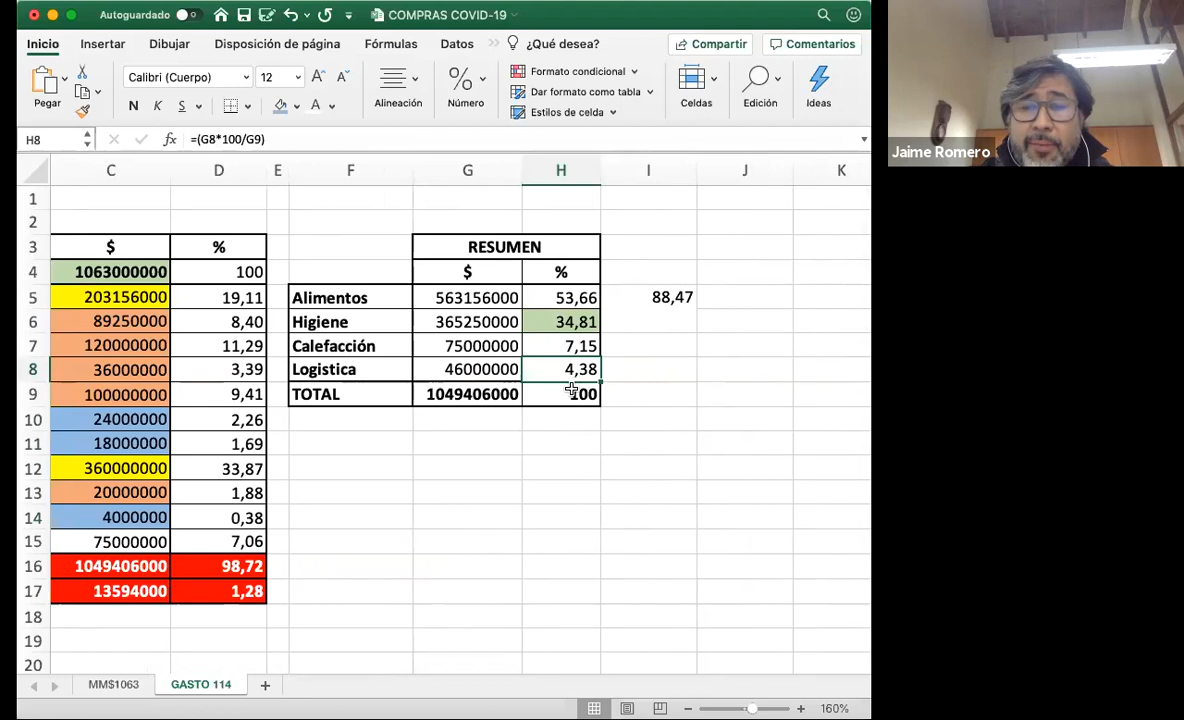 Autoguardado
COMPRAS COVID-19
Inicio Insertar Dibujar Disposición de página Fórmulas Datos ¿Qué desea? Compartir Comentarios
Pegar
Calibri (Cuerpo) 12
N K S A
Alineación
%
Número
Formato condicional
Dar formato como tabla
Estilos de celda
Celdas
Edición
Ideas
H8 fx =(G8*100/G9)
C D E F G H I J K
1
2
3 $ % RESUMEN
4 1063000000 100 $ %
5 203156000 19,11 Alimentos 563156000 53,66 88,47
6 89250000 8,40 Higiene 365250000 34,81
7 120000000 11,29 Calefacción 75000000 7,15
8 36000000 3,39 Logistica 46000000 4,38
9 100000000 9,41 TOTAL 1049406000 100
10 24000000 2,26
11 18000000 1,69
12 360000000 33,87
13 20000000 1,88
14 4000000 0,38
15 75000000 7,06
16 1049406000 98,72
17 13594000 1,28
18
19
20
MM$1063 GASTO 114 +
160%
Jaime Romero